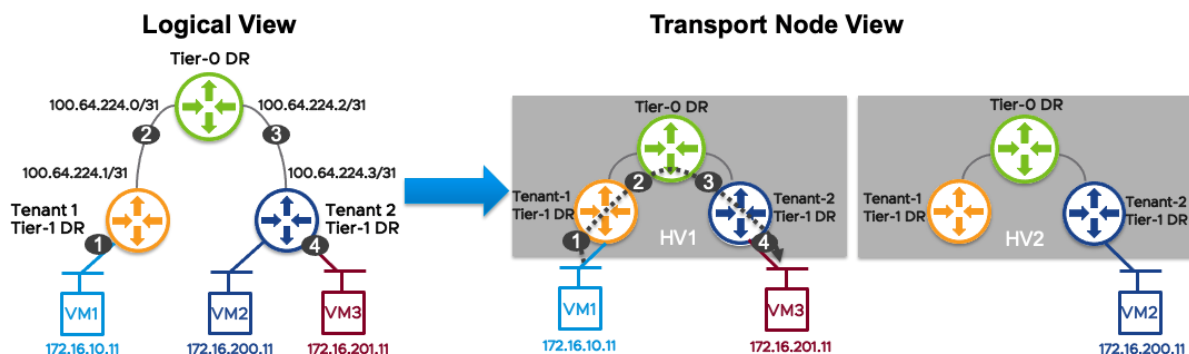 Logical View
Tier-0 DR
100.64.224.0/31
100.64.224.2/31
2
3
100.64.224.1/31
100.64.224.3/31
Tenant 1
Tier-1 DR
Tenant 2
Tier-1 DR
1
4
VM1
VM2
VM3
172.16.10.11
172.16.200.11
172.16.201.11
Transport Node View
Tier-0 DR
2
3
Tenant-1
Tier-1 DR
Tenant-2
Tier-1 DR
1
4
HV1
VM1
VM3
172.16.10.11
172.16.201.11
Tier-0 DR
Tenant-1
Tier-1 DR
Tenant-2
Tier-1 DR
HV2
VM2
172.16.200.11